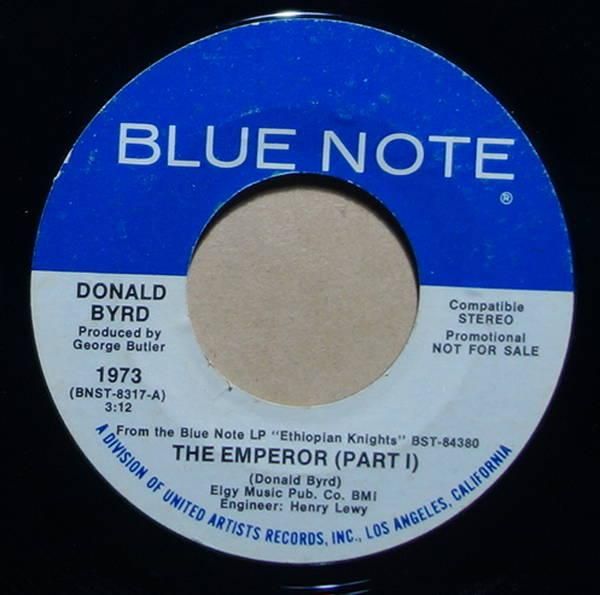 BLUE NOTE
®
DONALD
BYRD
Produced by
George Butler
1973
(BNST-8317-A)
3:12
Compatible
STEREO
Promotional
NOT FOR SALE
From the Blue Note LP "Ethiopian Knights" BST-84380
THE EMPEROR (PART I)
(Donald Byrd)
Elgy Music Pub. Co. BMI
Engineer: Henry Lewy
A DIVISION OF UNITED ARTISTS RECORDS, INC., LOS ANGELES, CALIFORNIA